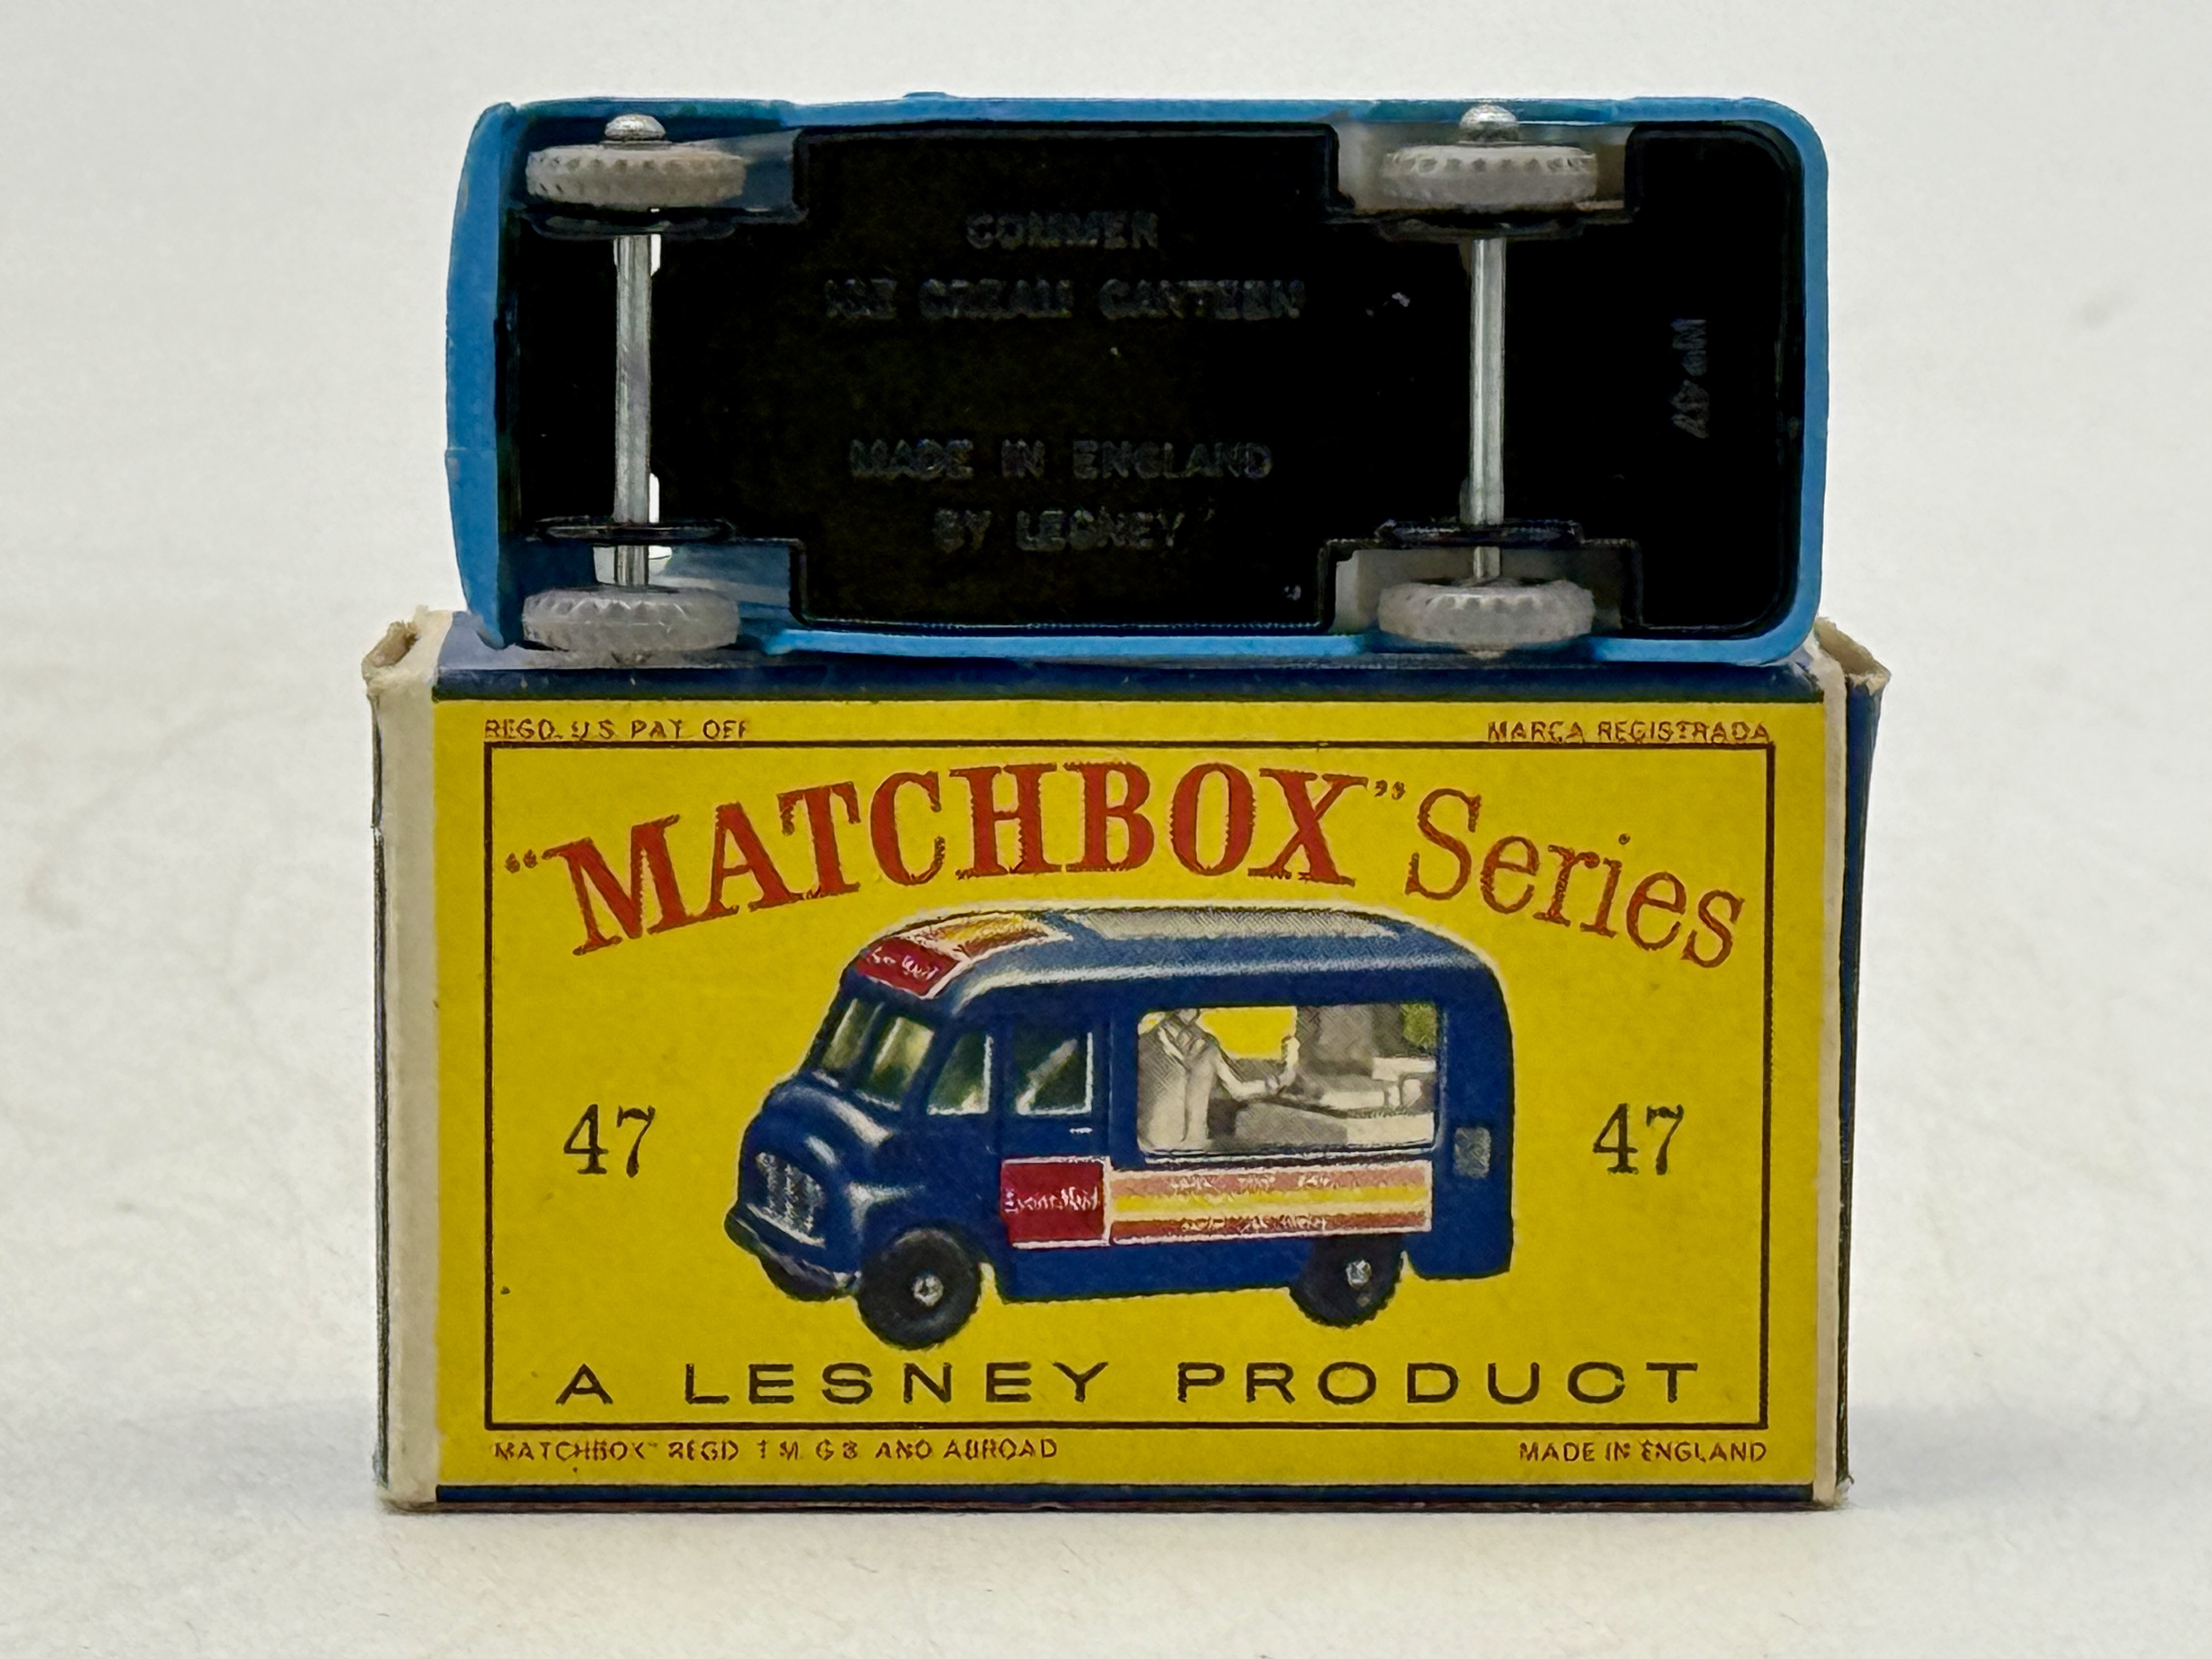 COMMER
ICE CREAM CANTEEN
No 47
MADE IN ENGLAND
BY LESNEY
REGD. U.S. PAT. OFF
MARCA REGISTRADA
"MATCHBOX" Series
47
47
A LESNEY PRODUCT
MATCHBOX" REGD T M G B AND ABROAD
MADE IN ENGLAND